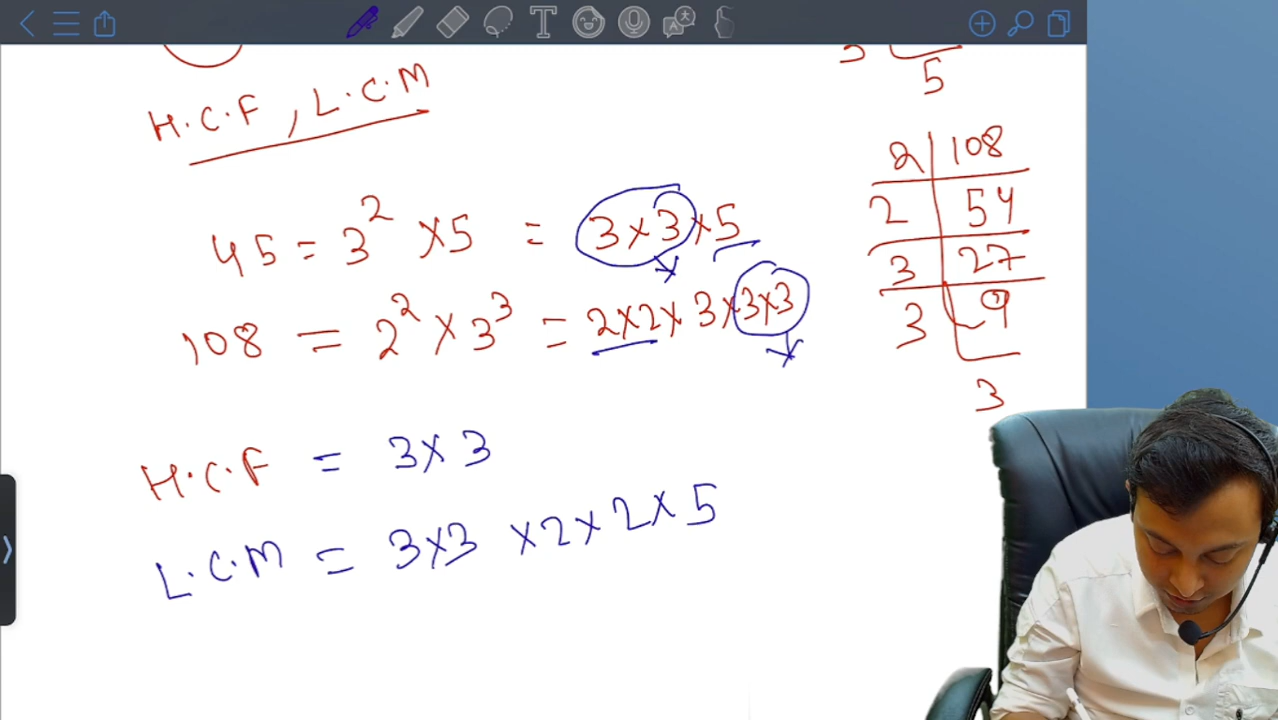 H.C.F , L.C.M
45 = 3² × 5 = 3 × 3 × 5
108 = 2² × 3³ = 2 × 2 × 3 × 3 × 3
H.C.F = 3 × 3
L.C.M = 3 × 3 × 2 × 2 × 5
5
2 | 108
2 | 54
3 | 27
3 | 9
3